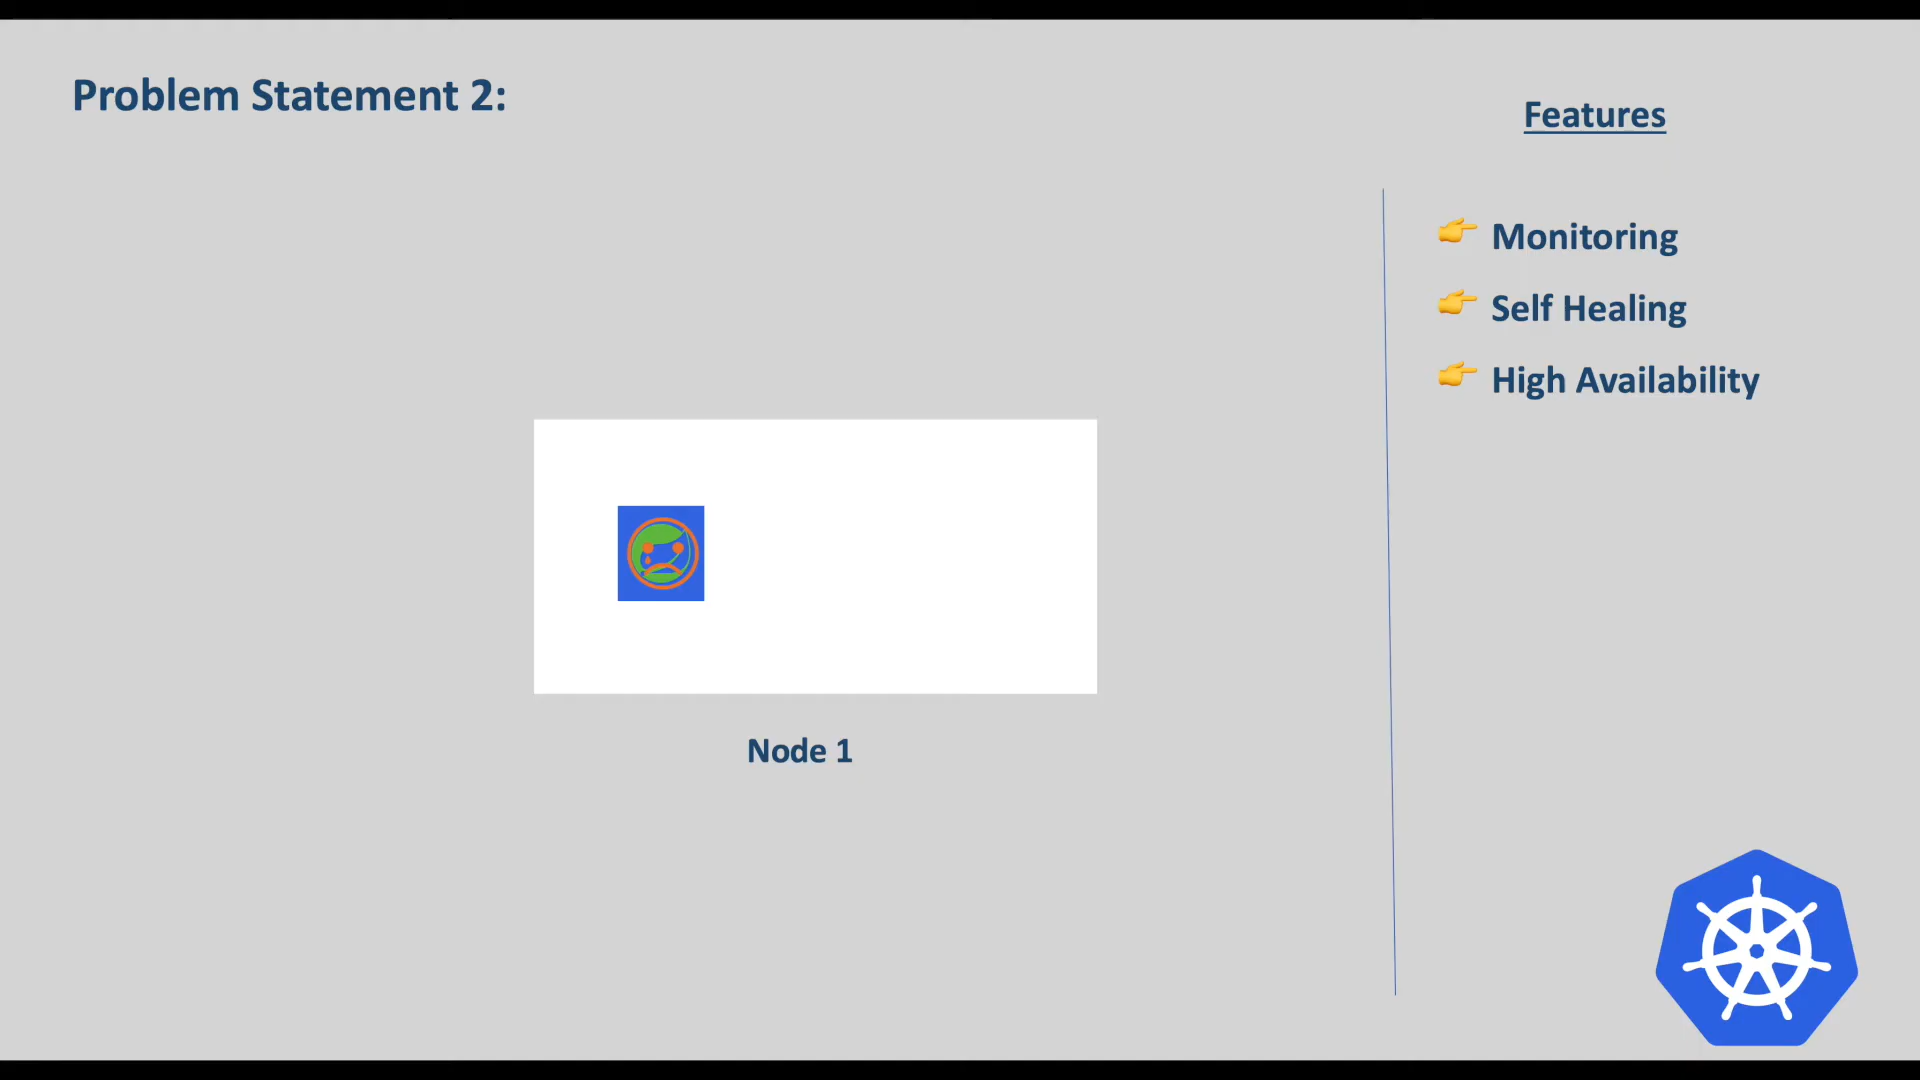 Problem Statement 2:
Features
👉 Monitoring
👉 Self Healing
👉 High Availability
Node 1